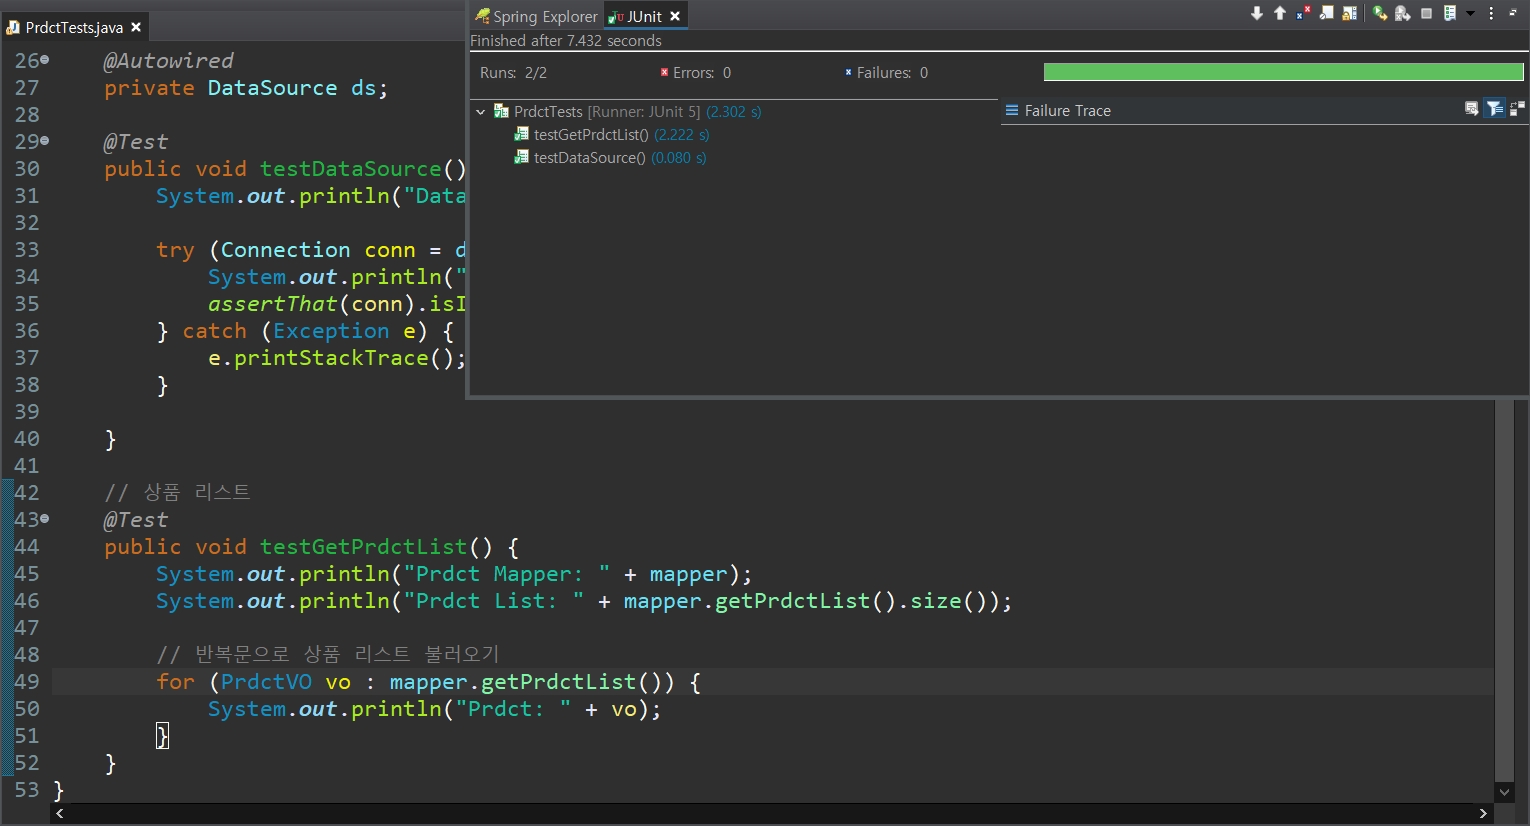 PrdctTests.java
Spring Explorer JUnit
Finished after 7.432 seconds
Runs: 2/2 Errors: 0 Failures: 0
PrdctTests [Runner: JUnit 5] (2.302 s)
testGetPrdctList() (2.222 s)
testDataSource() (0.080 s)
Failure Trace
26 @Autowired
27 private DataSource ds;
28
29 @Test
30 public void testDataSource()
31 System.out.println("Data
32
33 try (Connection conn = d
34 System.out.println("
35 assertThat(conn).isI
36 } catch (Exception e) {
37 e.printStackTrace();
38 }
39
40 }
41
42 // 상품 리스트
43 @Test
44 public void testGetPrdctList() {
45 System.out.println("Prdct Mapper: " + mapper);
46 System.out.println("Prdct List: " + mapper.getPrdctList().size());
47
48 // 반복문으로 상품 리스트 불러오기
49 for (PrdctVO vo : mapper.getPrdctList()) {
50 System.out.println("Prdct: " + vo);
51 }
52 }
53 }